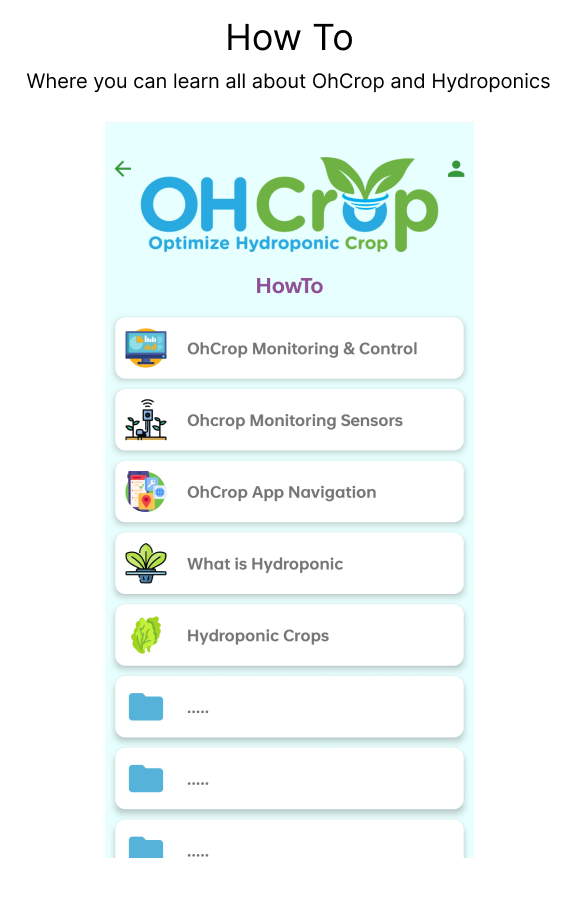 How To
Where you can learn all about OhCrop and Hydroponics
OHCrop
Optimize Hydroponic Crop
HowTo
OhCrop Monitoring & Control
Ohcrop Monitoring Sensors
OhCrop App Navigation
What is Hydroponic
Hydroponic Crops
.....
.....
.....